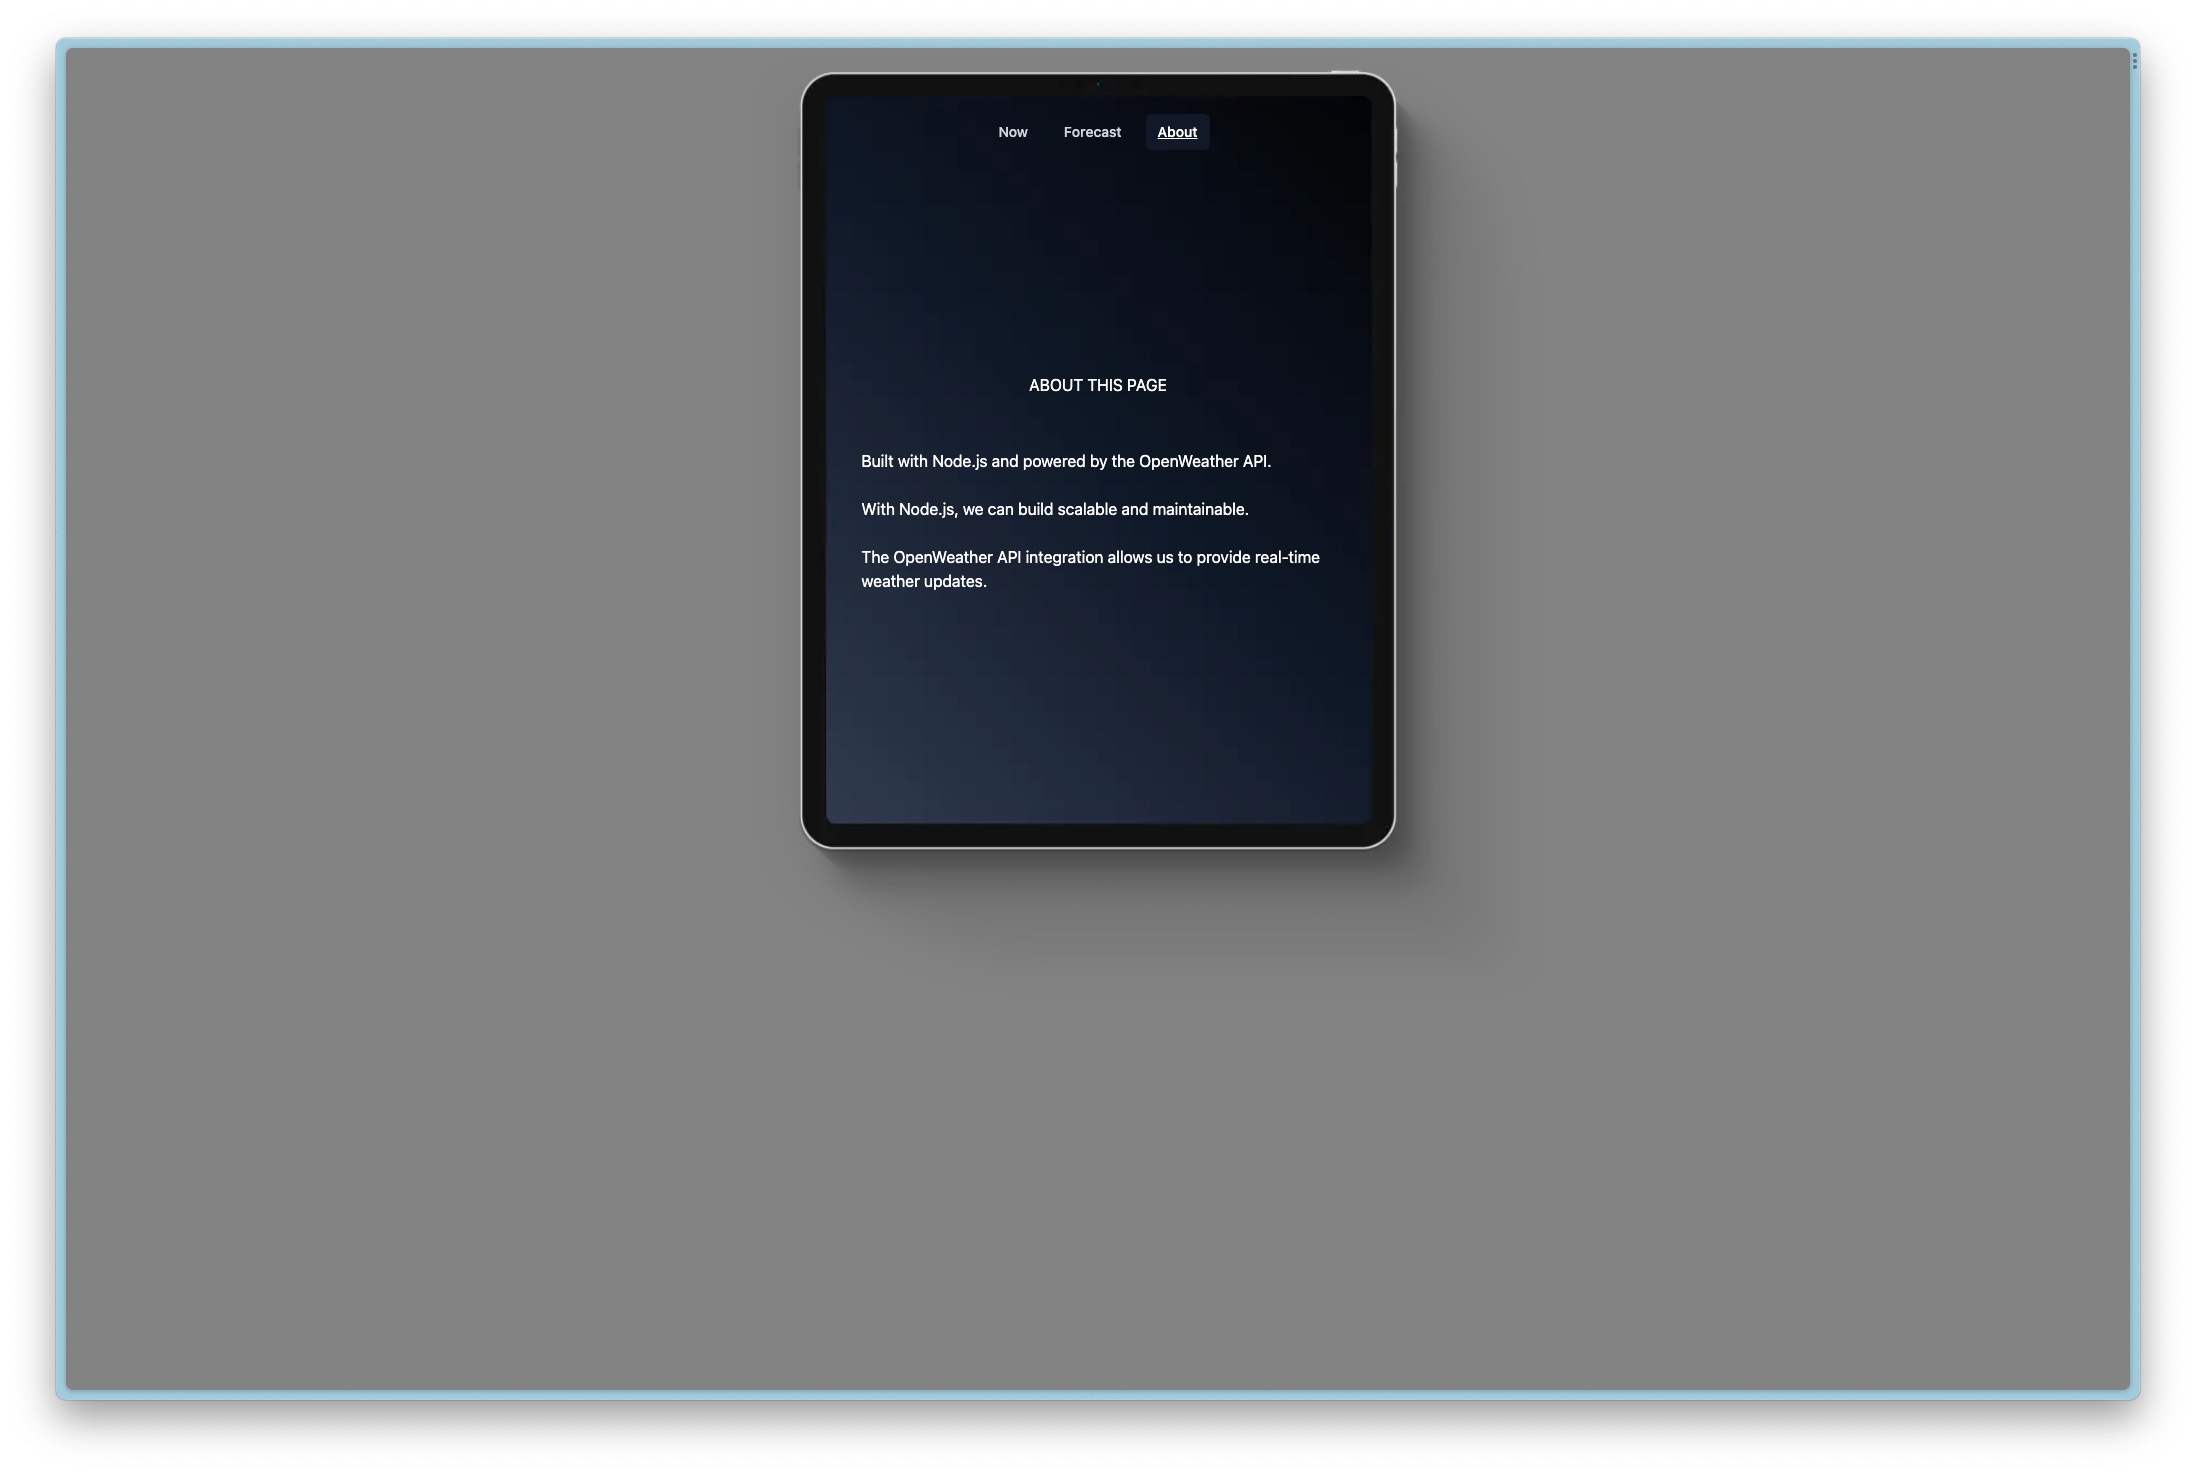 Now Forecast About
ABOUT THIS PAGE
Built with Node.js and powered by the OpenWeather API.
With Node.js, we can build scalable and maintainable.
The OpenWeather API integration allows us to provide real-time
weather updates.